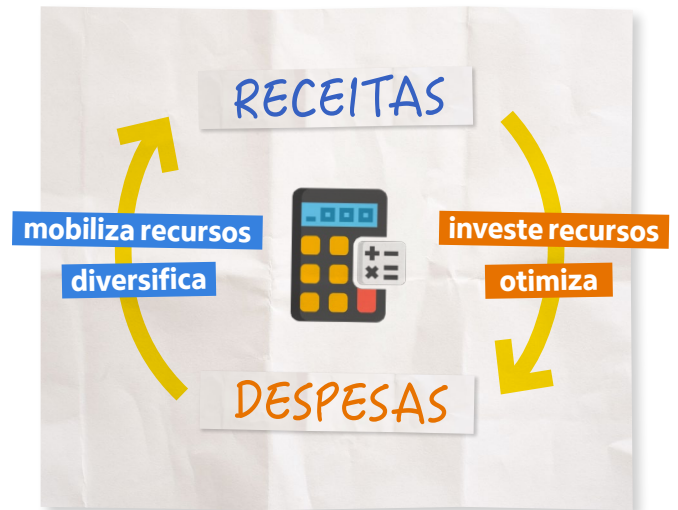 RECEITAS
mobiliza recursos
diversifica
investe recursos
otimiza
DESPESAS